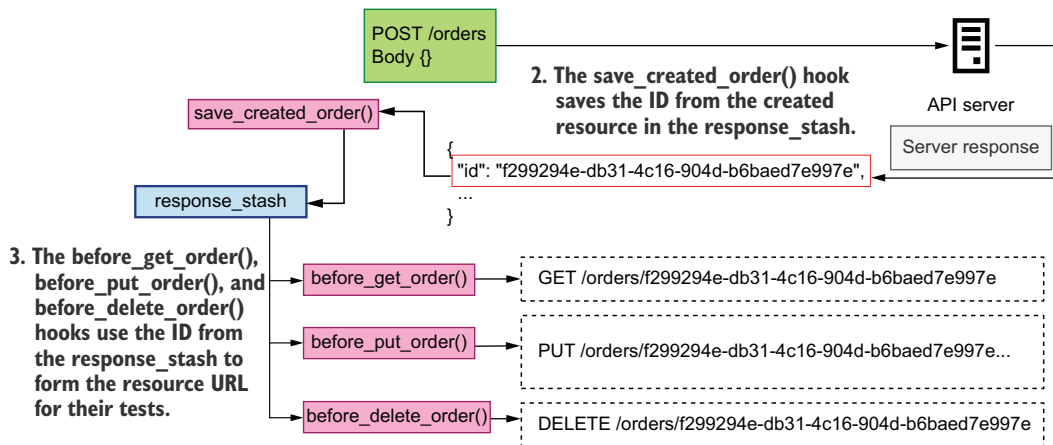 POST /orders
Body {}
2. The save_created_order() hook
saves the ID from the created
resource in the response_stash.
API server
Server response
save_created_order()
{
"id": "f299294e-db31-4c16-904d-b6baed7e997e",
...
}
response_stash
3. The before_get_order(),
before_put_order(), and
before_delete_order()
hooks use the ID from
the response_stash to
form the resource URL
for their tests.
before_get_order()
GET /orders/f299294e-db31-4c16-904d-b6baed7e997e
before_put_order()
PUT /orders/f299294e-db31-4c16-904d-b6baed7e997e...
before_delete_order()
DELETE /orders/f299294e-db31-4c16-904d-b6baed7e997e